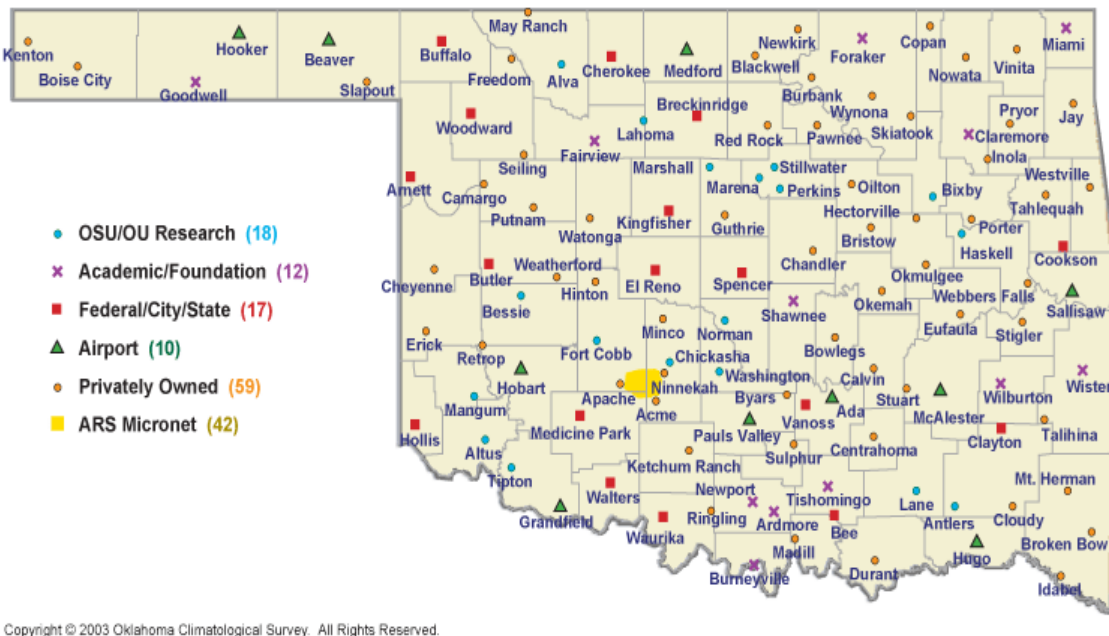 May Ranch
Kenton
Hooker
Beaver
Buffalo
Newkirk
Foraker
Copan
Miami
Boise City
Goodwell
Slapout
Freedom
Alva
Cherokee
Medford
Blackwell
Nowata
Vinita
Burbank
Wynona
Breckinridge
Woodward
Lahoma
Red Rock
Pawnee
Skiatook
Pryor
Jay
Claremore
Fairview
Inola
Seiling
Marshall
Stillwater
Westville
Arnett
Camargo
Marena
Perkins
Oilton
Bixby
Tahlequah
Putnam
Kingfisher
Hectorville
Watonga
Guthrie
Bristow
Porter
Haskell
Cookson
OSU/OU Research (18)
Academic/Foundation (12)
Federal/City/State (17)
Airport (10)
Privately Owned (59)
ARS Micronet (42)
Weatherford
Chandler
Cheyenne
Butler
Hinton
El Reno
Spencer
Okmulgee
Okemah
Webbers Falls
Bessie
Shawnee
Sallisaw
Minco
Norman
Eufaula
Stigler
Erick
Retrop
Fort Cobb
Chickasha
Bowlegs
Hobart
Ninnekah
Washington
Calvin
Wister
Apache
Byars
Stuart
Wilburton
Mangum
Acme
Vanoss
Ada
McAlester
Hollis
Medicine Park
Pauls Valley
Clayton
Talihina
Altus
Sulphur
Centrahoma
Ketchum Ranch
Tipton
Mt. Herman
Walters
Newport
Tishomingo
Lane
Antlers
Cloudy
Grandfield
Ringling
Ardmore
Waurika
Bee
Broken Bow
Madill
Hugo
Burneyville
Durant
Idabel
Copyright © 2003 Oklahoma Climatological Survey. All Rights Reserved.